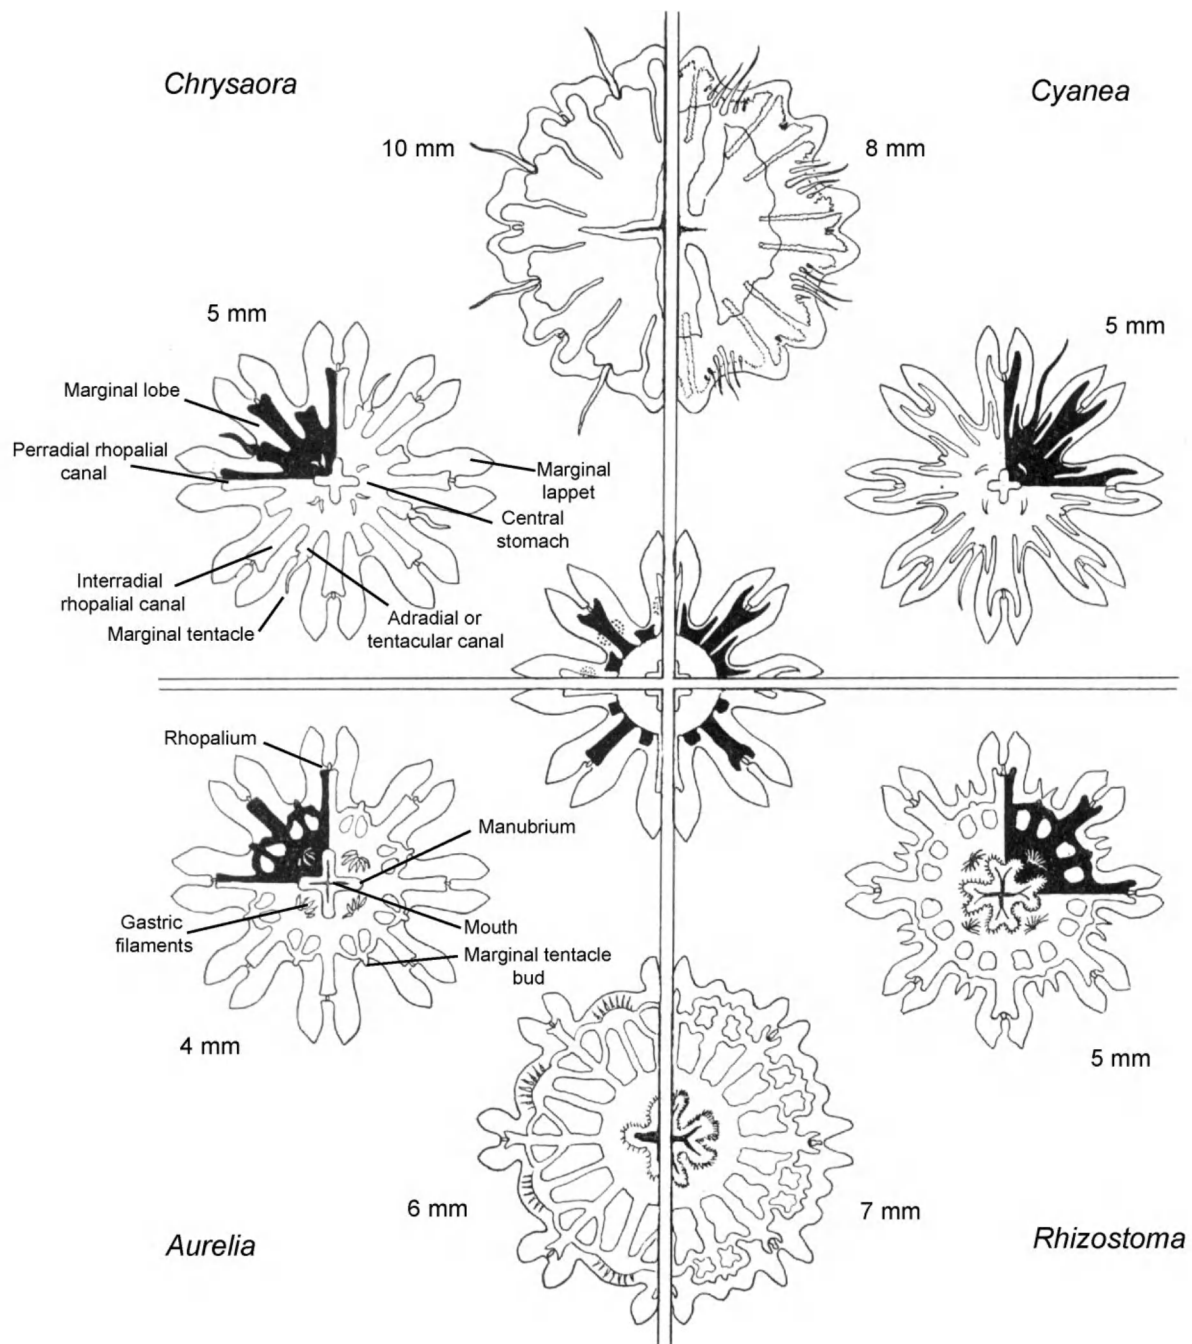 Chrysaora
Cyanea
10 mm
8 mm
5 mm
5 mm
Marginal lobe
Perradial rhopalial
canal
Marginal
lappet
Central
stomach
Interradial
rhopalial canal
Marginal tentacle
Adradial or
tentacular canal
Rhopalium
Manubrium
Gastric
filaments
Mouth
Marginal tentacle
bud
4 mm
5 mm
6 mm
7 mm
Aurelia
Rhizostoma